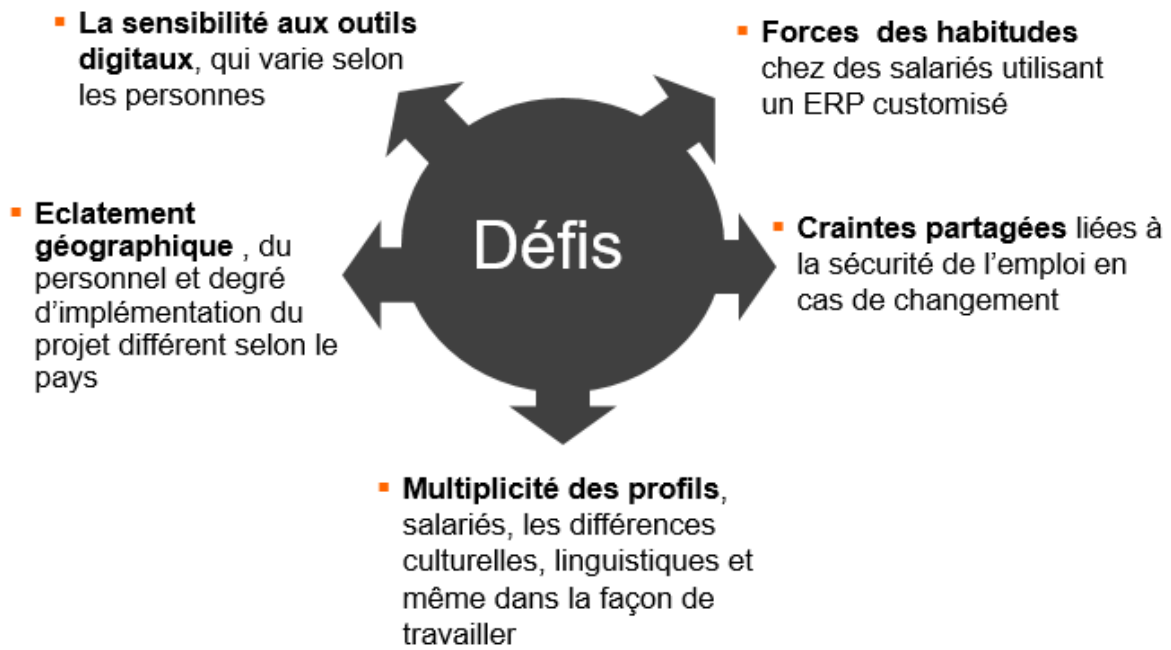 ▪ La sensibilité aux outils
digitaux, qui varie selon
les personnes
▪ Forces  des habitudes
chez des salariés utilisant
un ERP customisé
▪ Eclatement
géographique , du
personnel et degré
d’implémentation du
projet différent selon le
pays
Défis
▪ Craintes partagées liées à
la sécurité de l’emploi en
cas de changement
▪ Multiplicité des profils,
salariés, les différences
culturelles, linguistiques et
même dans la façon de
travailler